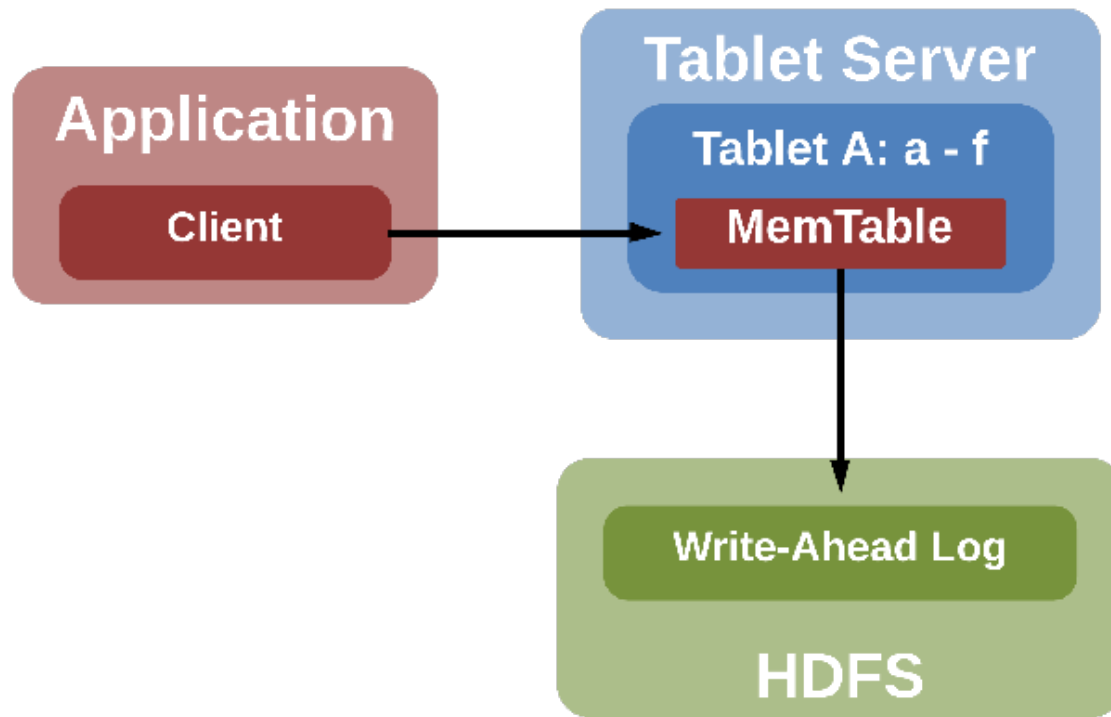 Application
Client
Tablet Server
Tablet A: a - f
MemTable
Write-Ahead Log
HDFS